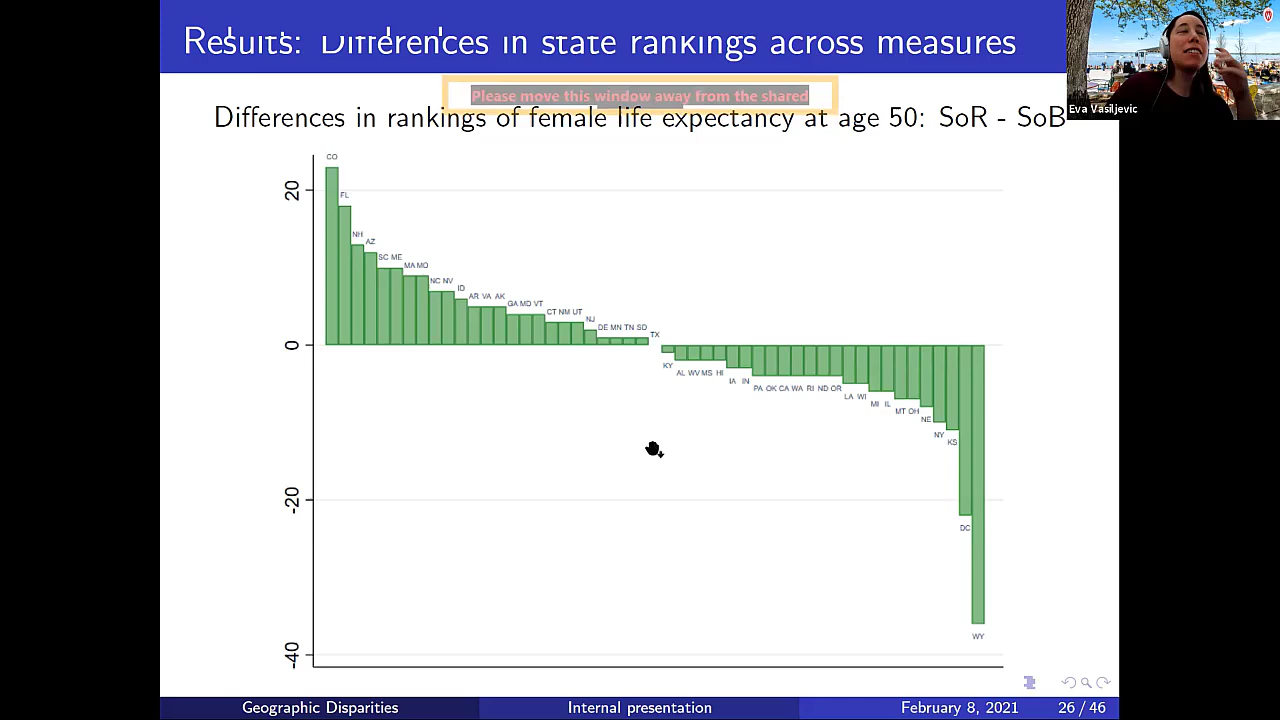 Results: Differences in state rankings across measures
Please move this window away from the shared
Eva Vasiljevic
Differences in rankings of female life expectancy at age 50: SoR - SoB
20
0
-20
-40
CO
FL
NH
AZ
SC ME
MA MO
NC NV
ID
AR VA AK
GA MD VT
CT NM UT
NJ
DE MN TN SD
TX
KY
AL WV MS HI
IA IN
PA OK CA WA RI ND OR
LA WI
MI IL
MT OH
NE
NY
KS
DC
WY
Geographic Disparities Internal presentation February 8, 2021 26 / 46